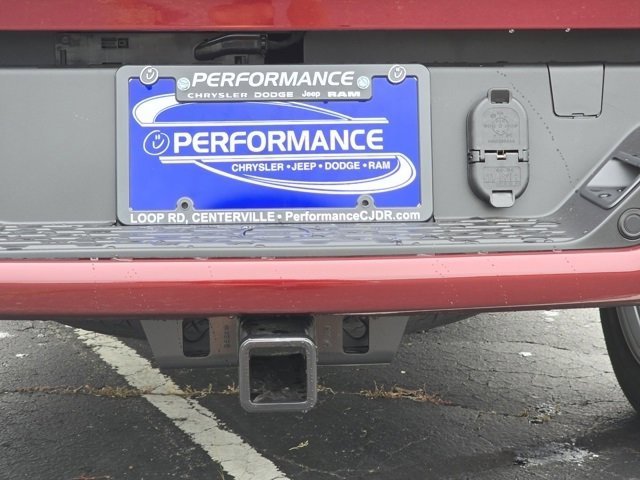 PERFORMANCE
CHRYSLER DODGE Jeep RAM
PERFORMANCE
CHRYSLER • JEEP • DODGE • RAM
LOOP RD, CENTERVILLE • PerformanceCJDR.com